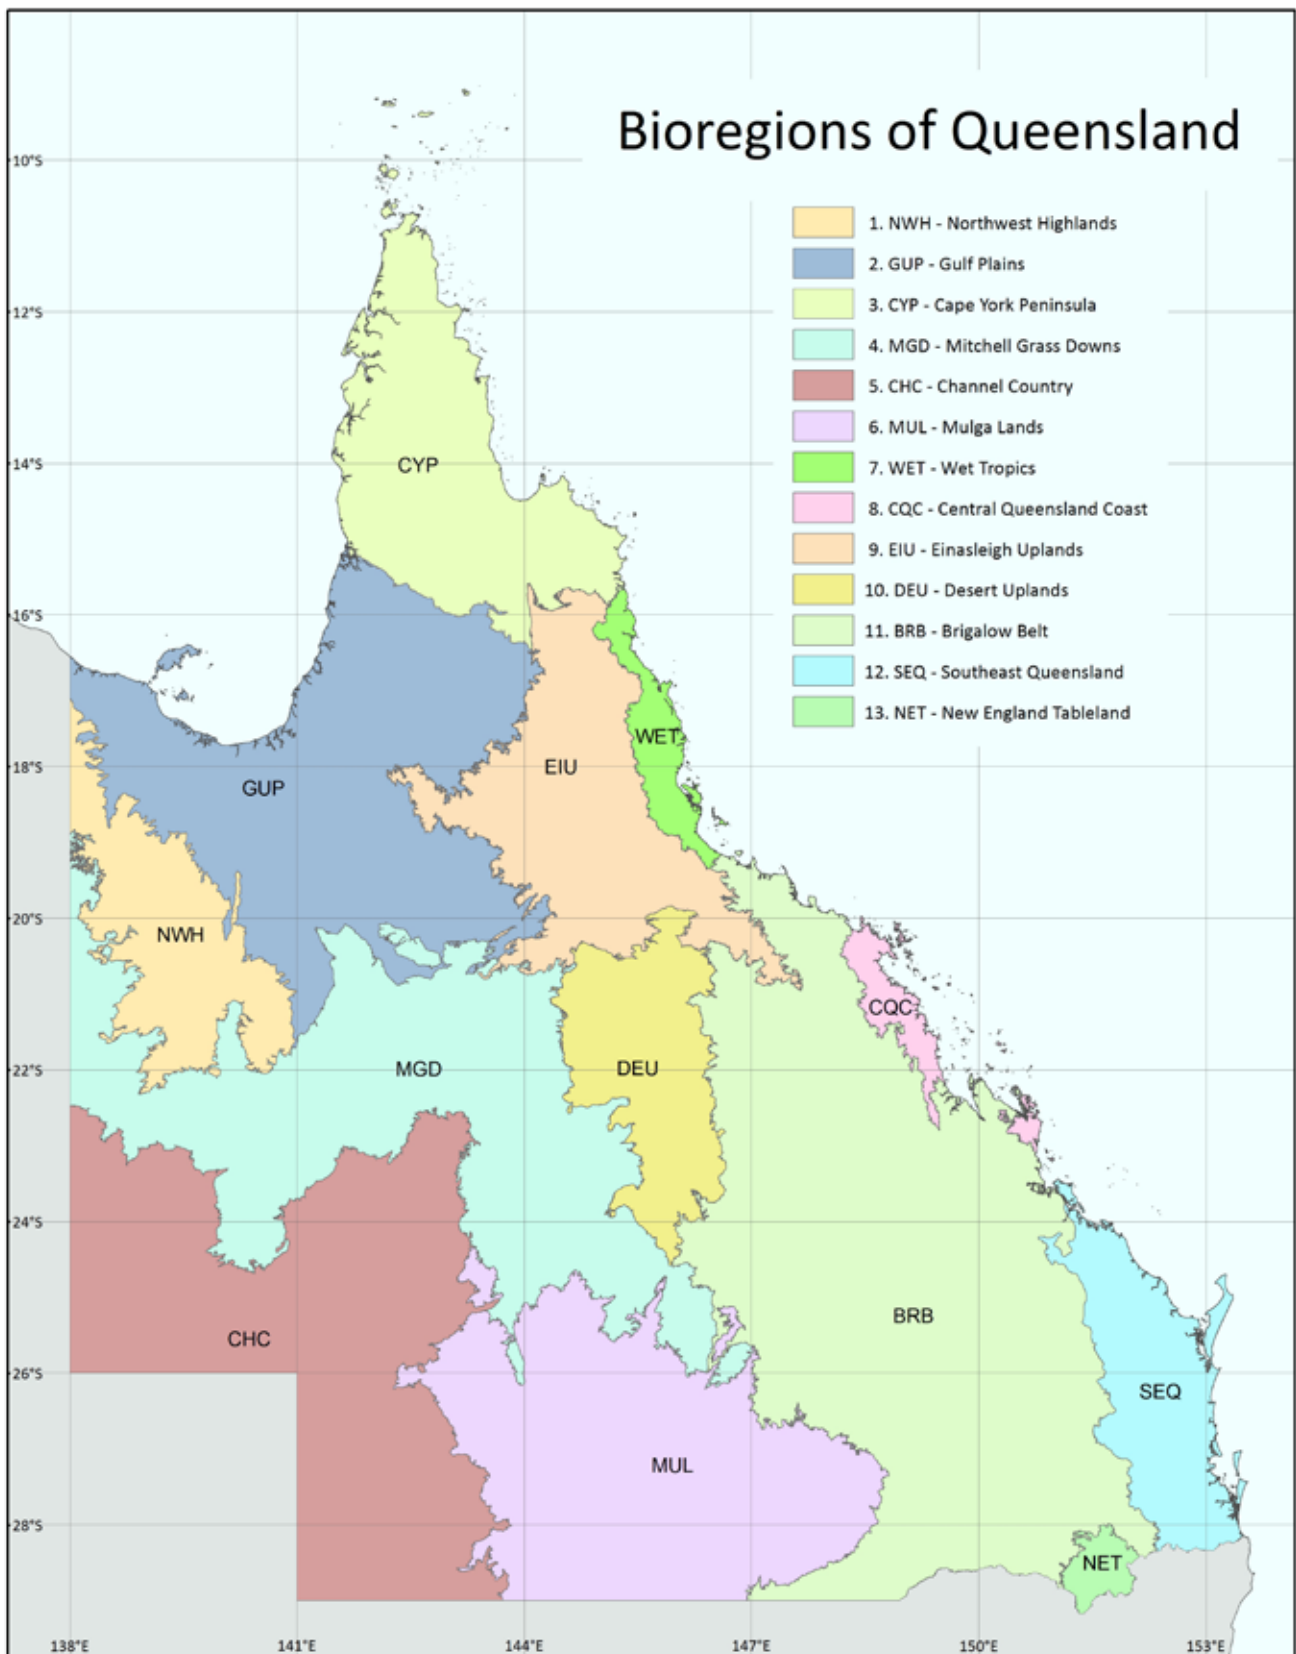 Bioregions of Queensland
10°S
1. NWH - Northwest Highlands
2. GUP - Gulf Plains
3. CYP - Cape York Peninsula
12°S
4. MGD - Mitchell Grass Downs
5. CHC - Channel Country
6. MUL - Mulga Lands
14°S
CYP
7. WET - Wet Tropics
8. CQC - Central Queensland Coast
9. EIU - Einasleigh Uplands
10. DEU - Desert Uplands
16°S
11. BRB - Brigalow Belt
12. SEQ - Southeast Queensland
13. NET - New England Tableland
WET
18°S
EIU
GUP
20°S
NWH
CQC
22°S
MGD
DEU
24°S
BRB
CHC
26°S
SEQ
MUL
28°S
NET
138°E
141°E
144°E
147°E
150°E
153°E